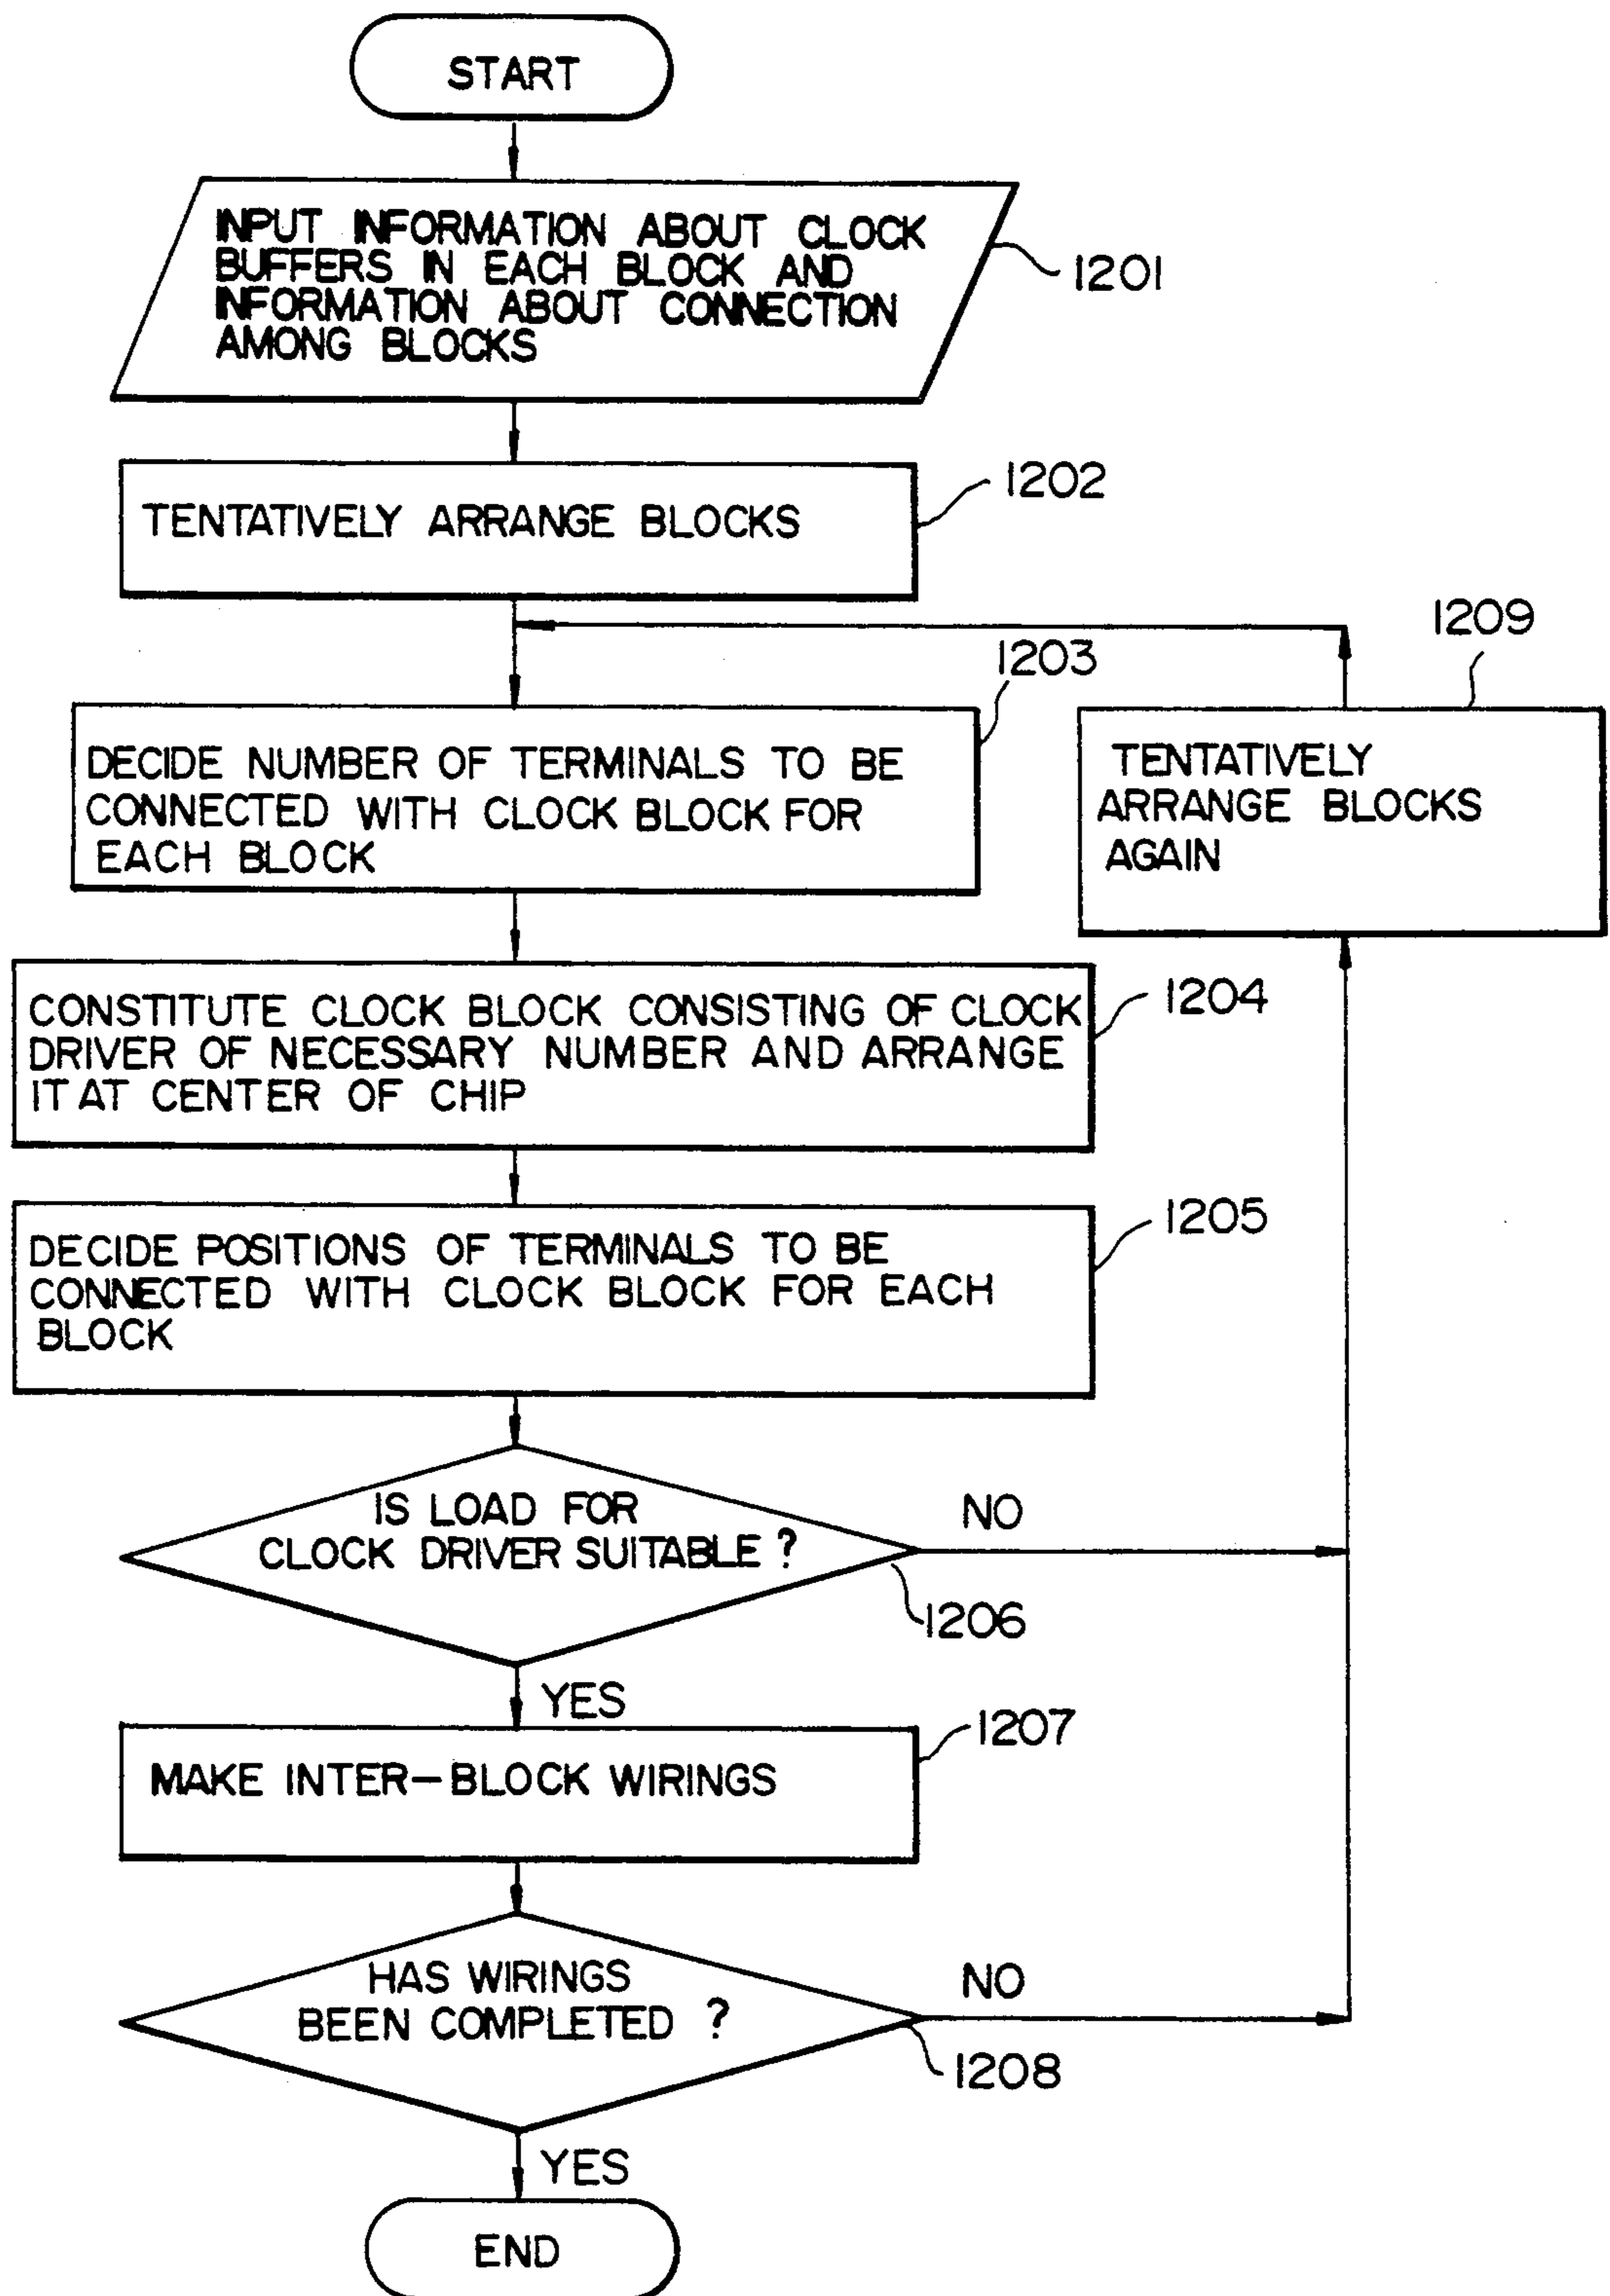 START
INPUT INFORMATION ABOUT CLOCK
BUFFERS IN EACH BLOCK AND
INFORMATION ABOUT CONNECTION
AMONG BLOCKS
1201
1202
TENTATIVELY ARRANGE BLOCKS
1209
1203
DECIDE NUMBER OF TERMINALS TO BE
CONNECTED WITH CLOCK BLOCK FOR
EACH BLOCK
TENTATIVELY
ARRANGE BLOCKS
AGAIN
CONSTITUTE CLOCK BLOCK CONSISTING OF CLOCK
DRIVER OF NECESSARY NUMBER AND ARRANGE
IT AT CENTER OF CHIP
1204
1205
DECIDE POSITIONS OF TERMINALS TO BE
CONNECTED WITH CLOCK BLOCK FOR EACH
BLOCK
IS LOAD FOR
CLOCK DRIVER SUITABLE ?
NO
1206
YES
1207
MAKE INTER-BLOCK WIRINGS
HAS WIRINGS
BEEN COMPLETED ?
NO
1208
YES
END